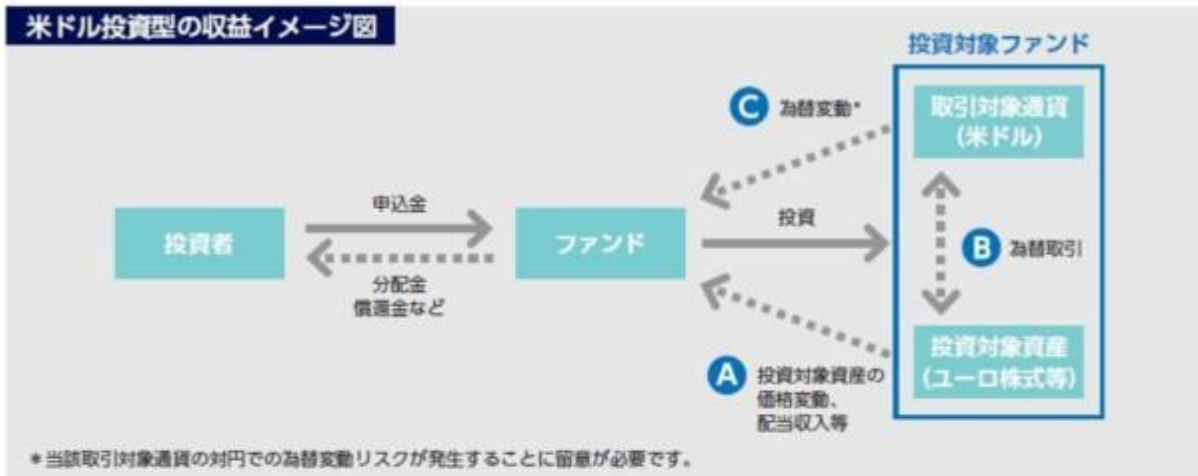 米ドル投資型の収益イメージ図
投資対象ファンド
C 為替変動*
取引対象通貨
(米ドル)
申込金
投資者
ファンド
投資
B 為替取引
分配金
償還金など
A 投資対象資産の
価格変動、
配当収入等
投資対象資産
(ユーロ株式等)
*当該取引対象通貨の対円での為替変動リスクが発生することに留意が必要です。